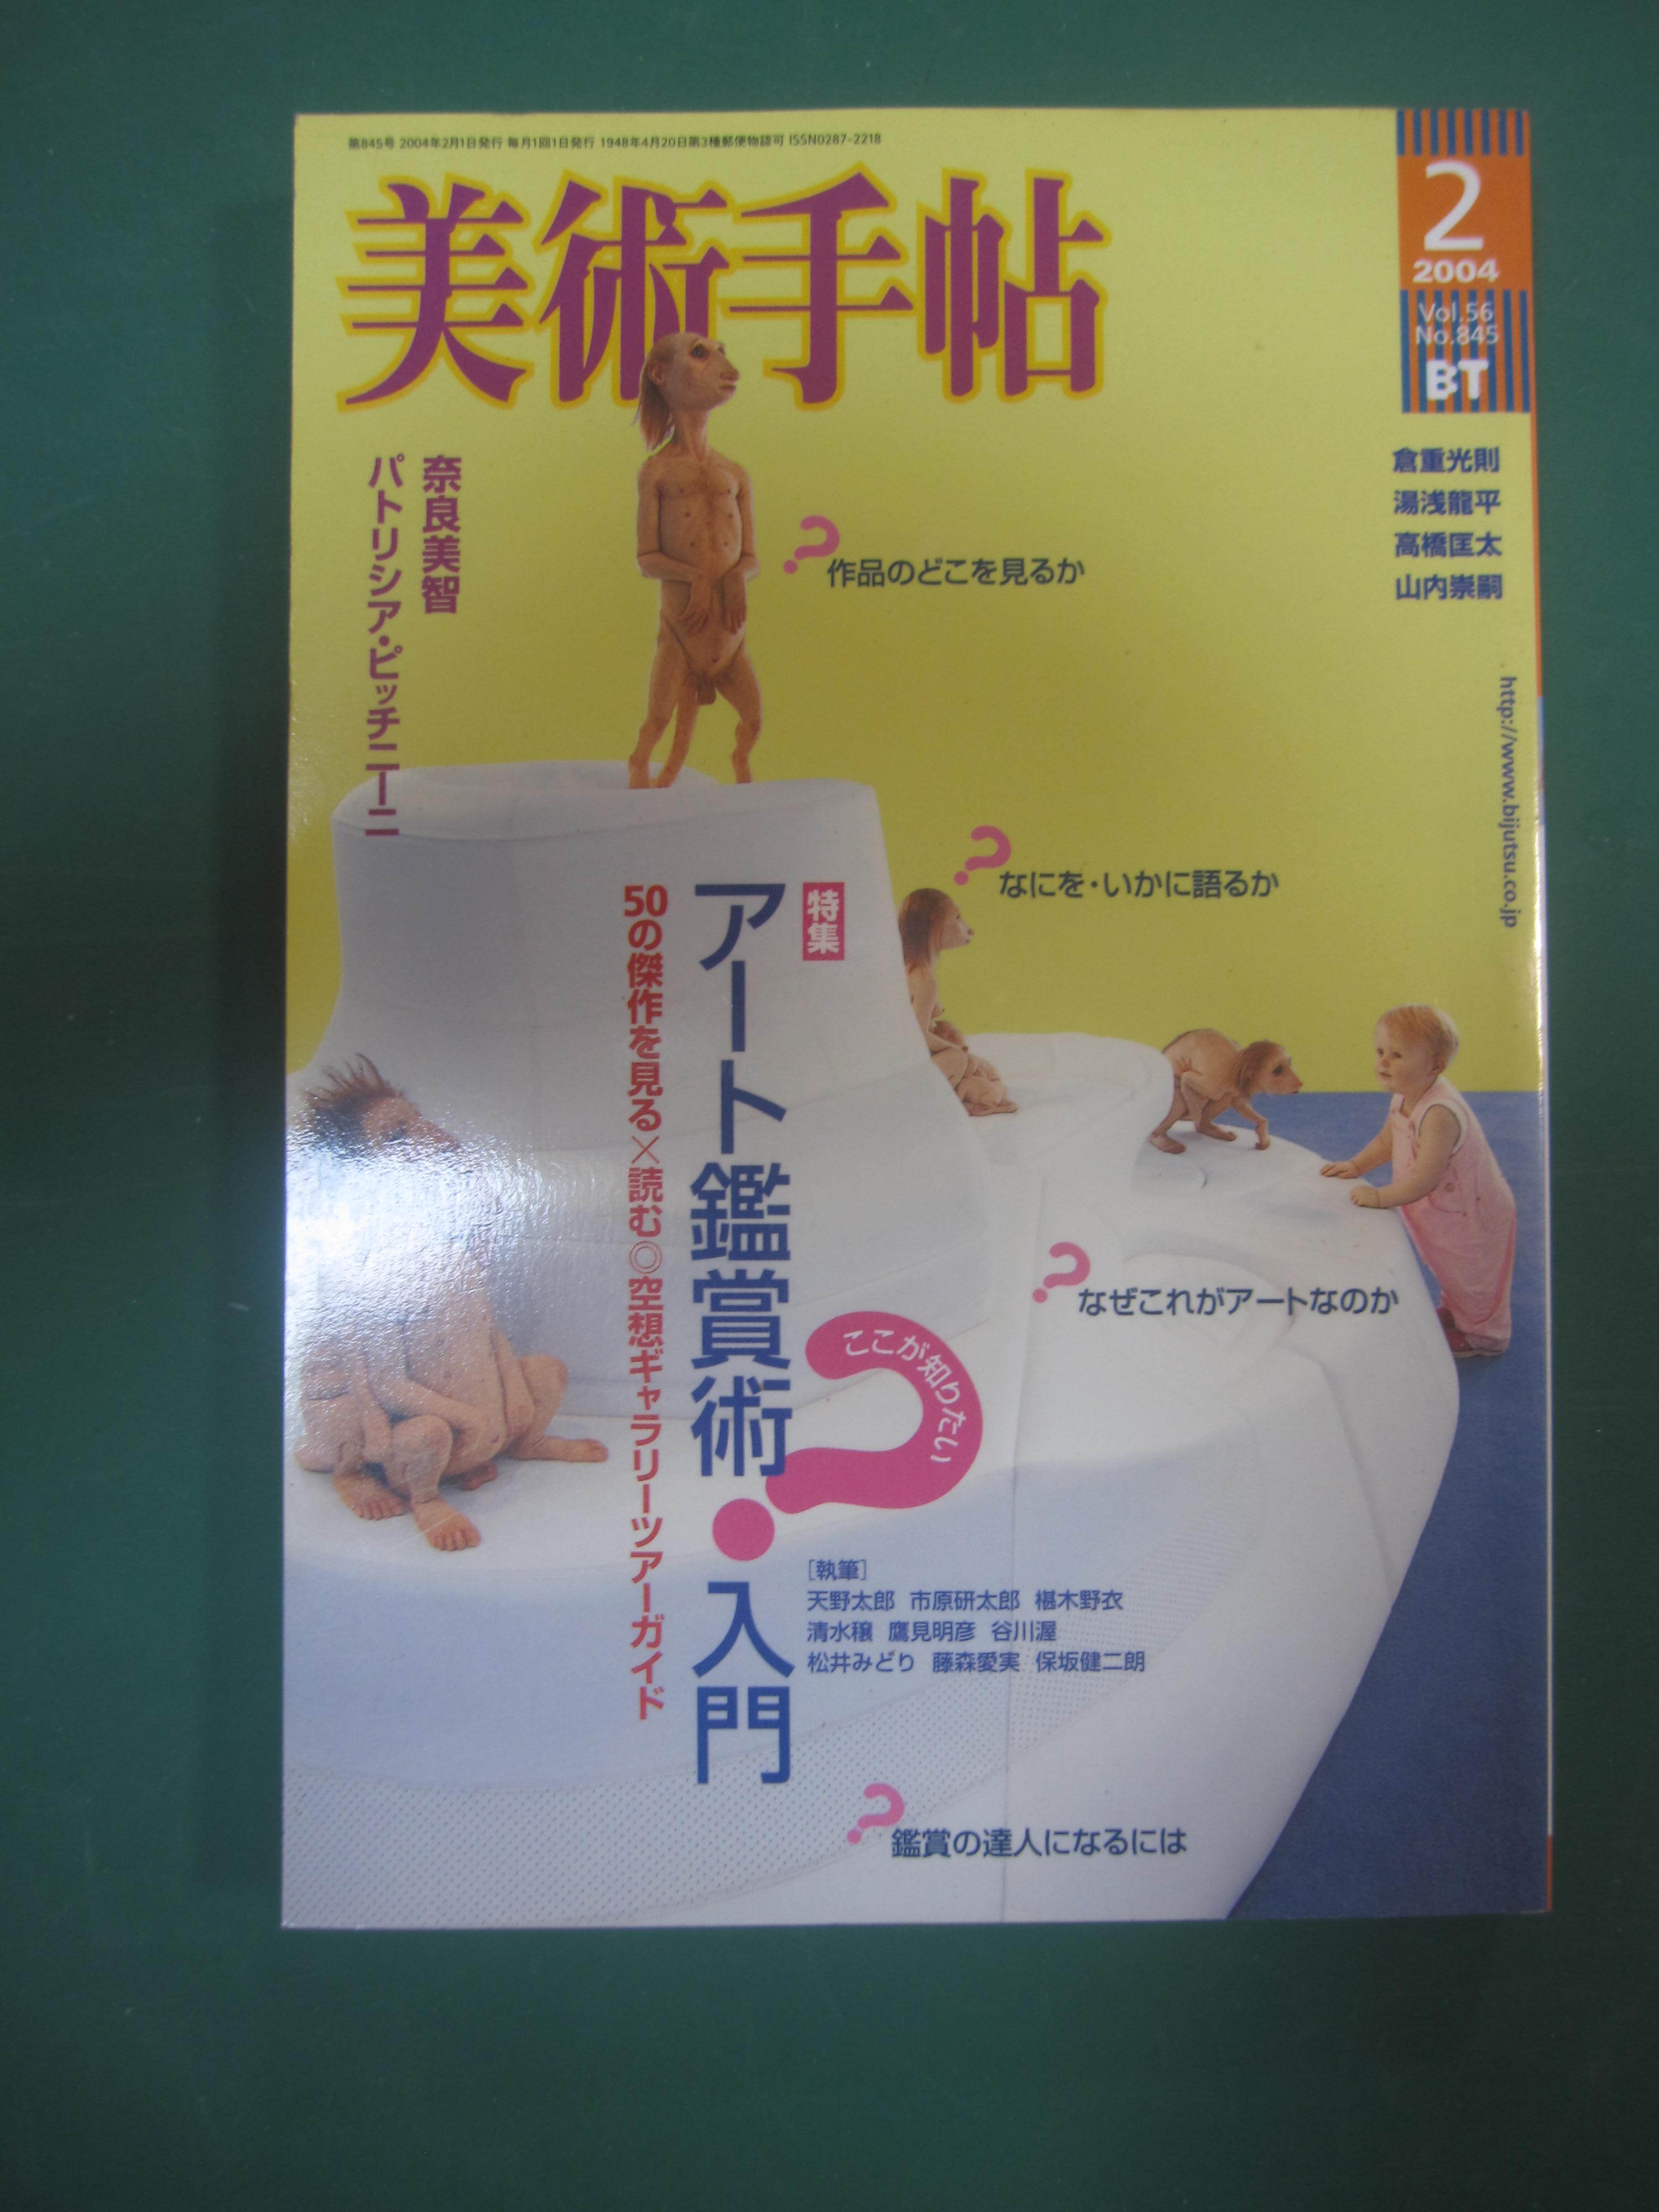 第845号 2004年2月1日発行 毎月1回1日発行 1948年4月20日第3種郵便物認可 ISSN0287-2218
美術手帖
2
2004
Vol.56
No.845
BT
倉重光則
湯浅龍平
高橋匡太
山内崇嗣
http://www.bijutsu.co.jp
奈良美智
パトリシア・ピッチニーニ
?作品のどこを見るか
?なにを・いかに語るか
特集
アート鑑賞術・入門
50の傑作を見る×読む◎空想ギャラリーツアーガイド
?
ここが知りたい
?なぜこれがアートなのか
[執筆]
天野太郎 市原研太郎 椹木野衣
清水穣 鷹見明彦 谷川渥
松井みどり 藤森愛実 保坂健二朗
?鑑賞の達人になるには